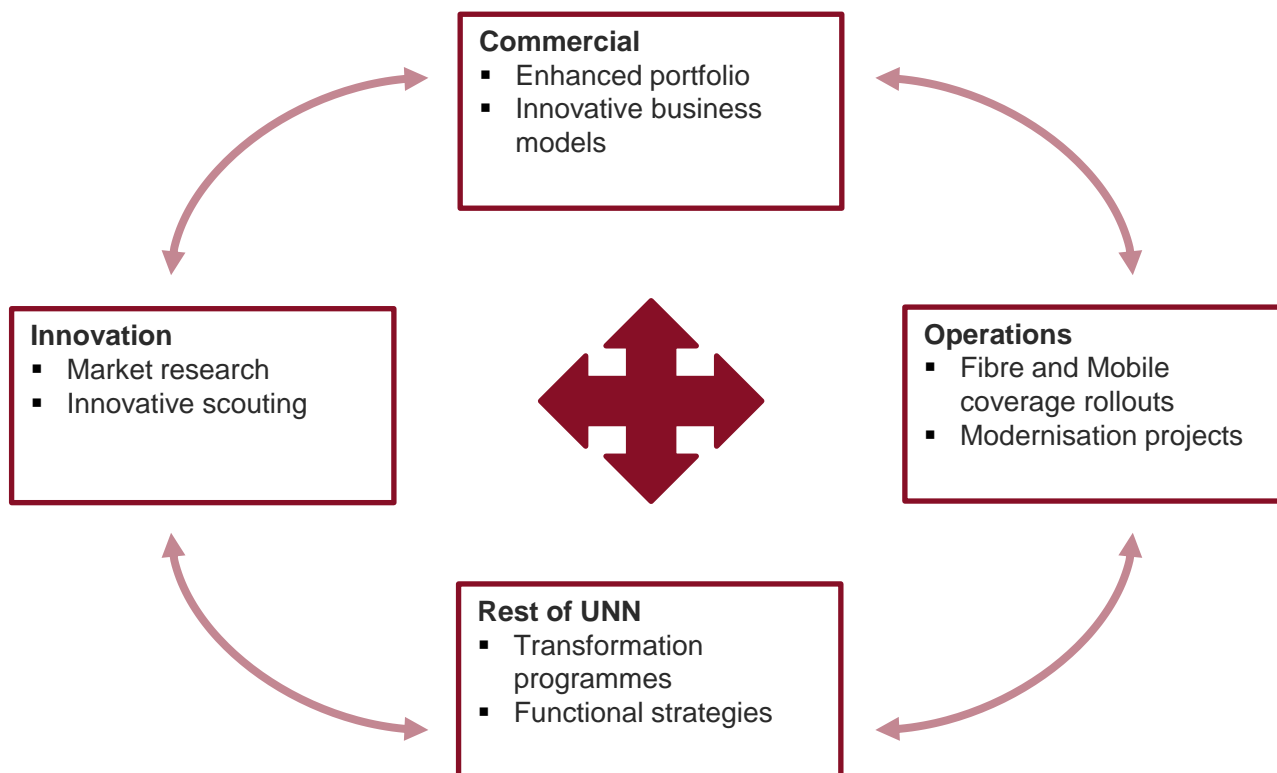 Commercial
▪ Enhanced portfolio
▪ Innovative business
models
Innovation
▪ Market research
▪ Innovative scouting
Operations
▪ Fibre and Mobile
coverage rollouts
▪ Modernisation projects
Rest of UNN
▪ Transformation
programmes
▪ Functional strategies